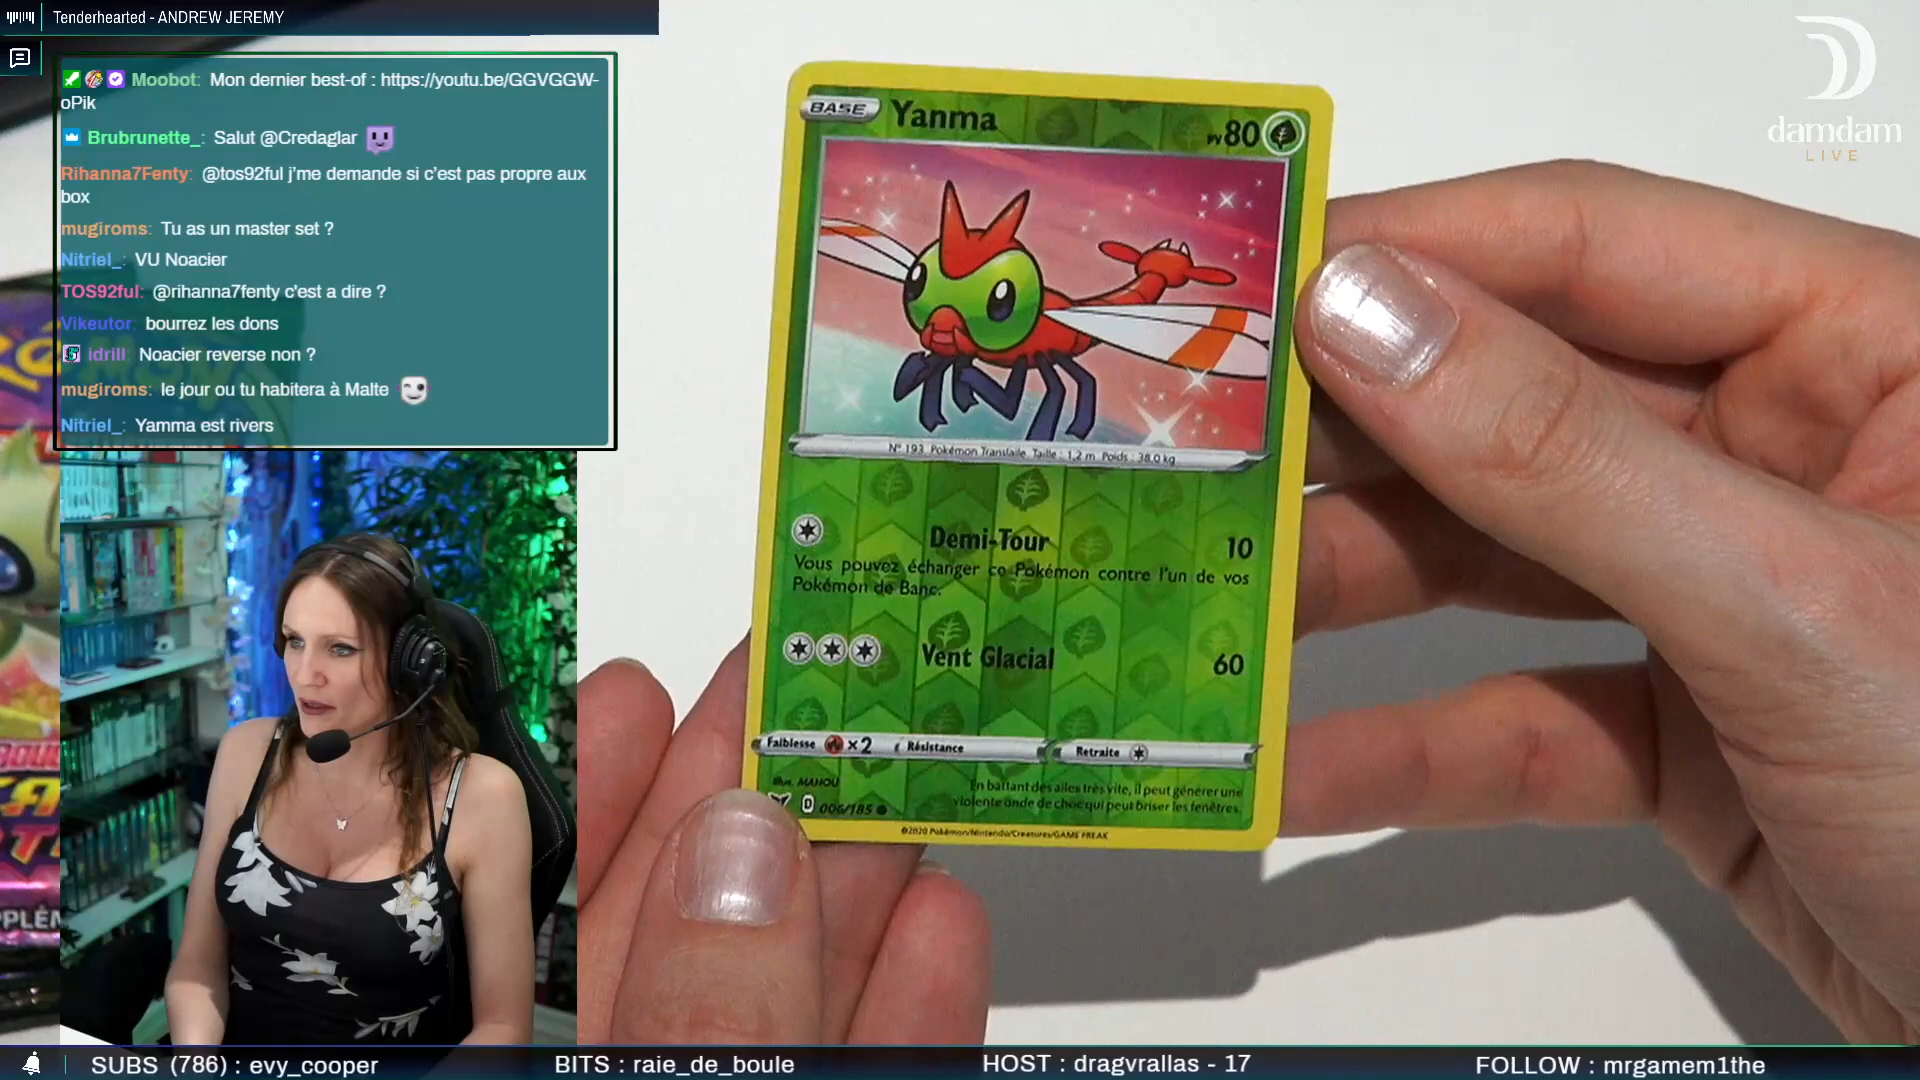 Tenderhearted - ANDREW JEREMY
Moobot: Mon dernier best-of : https://youtu.be/GGVGGW-
oPik
Brubrunette_: Salut @Credaglar
Rihanna7Fenty: @tos92ful j'me demande si c'est pas propre aux
box
mugiroms: Tu as un master set ?
Nitriel_: VU Noacier
TOS92ful: @rihanna7fenty c'est a dire ?
Vikeutor: bourrez les dons
idrill: Noacier reverse non ?
mugiroms: le jour ou tu habitera à Malte
Nitriel_: Yamma est rivers
damdam
LIVE
BASE Yanma PV 80
N° 193 Pokémon Translaile Taille : 1,2 m Poids : 38,0 kg
Demi-Tour 10
Vous pouvez échanger ce Pokémon contre l'un de vos
Pokémon de Banc.
Vent Glacial 60
Faiblesse ×2 Résistance Retraite
Illus. MAHOU
En battant des ailes très vite, il peut générer une
violente onde de choc qui peut briser les fenêtres.
D 006/185
©2020 Pokémon/Nintendo/Creatures/GAME FREAK
SUBS (786) : evy_cooper
BITS : raie_de_boule
HOST : dragvrallas - 17
FOLLOW : mrgamem1the